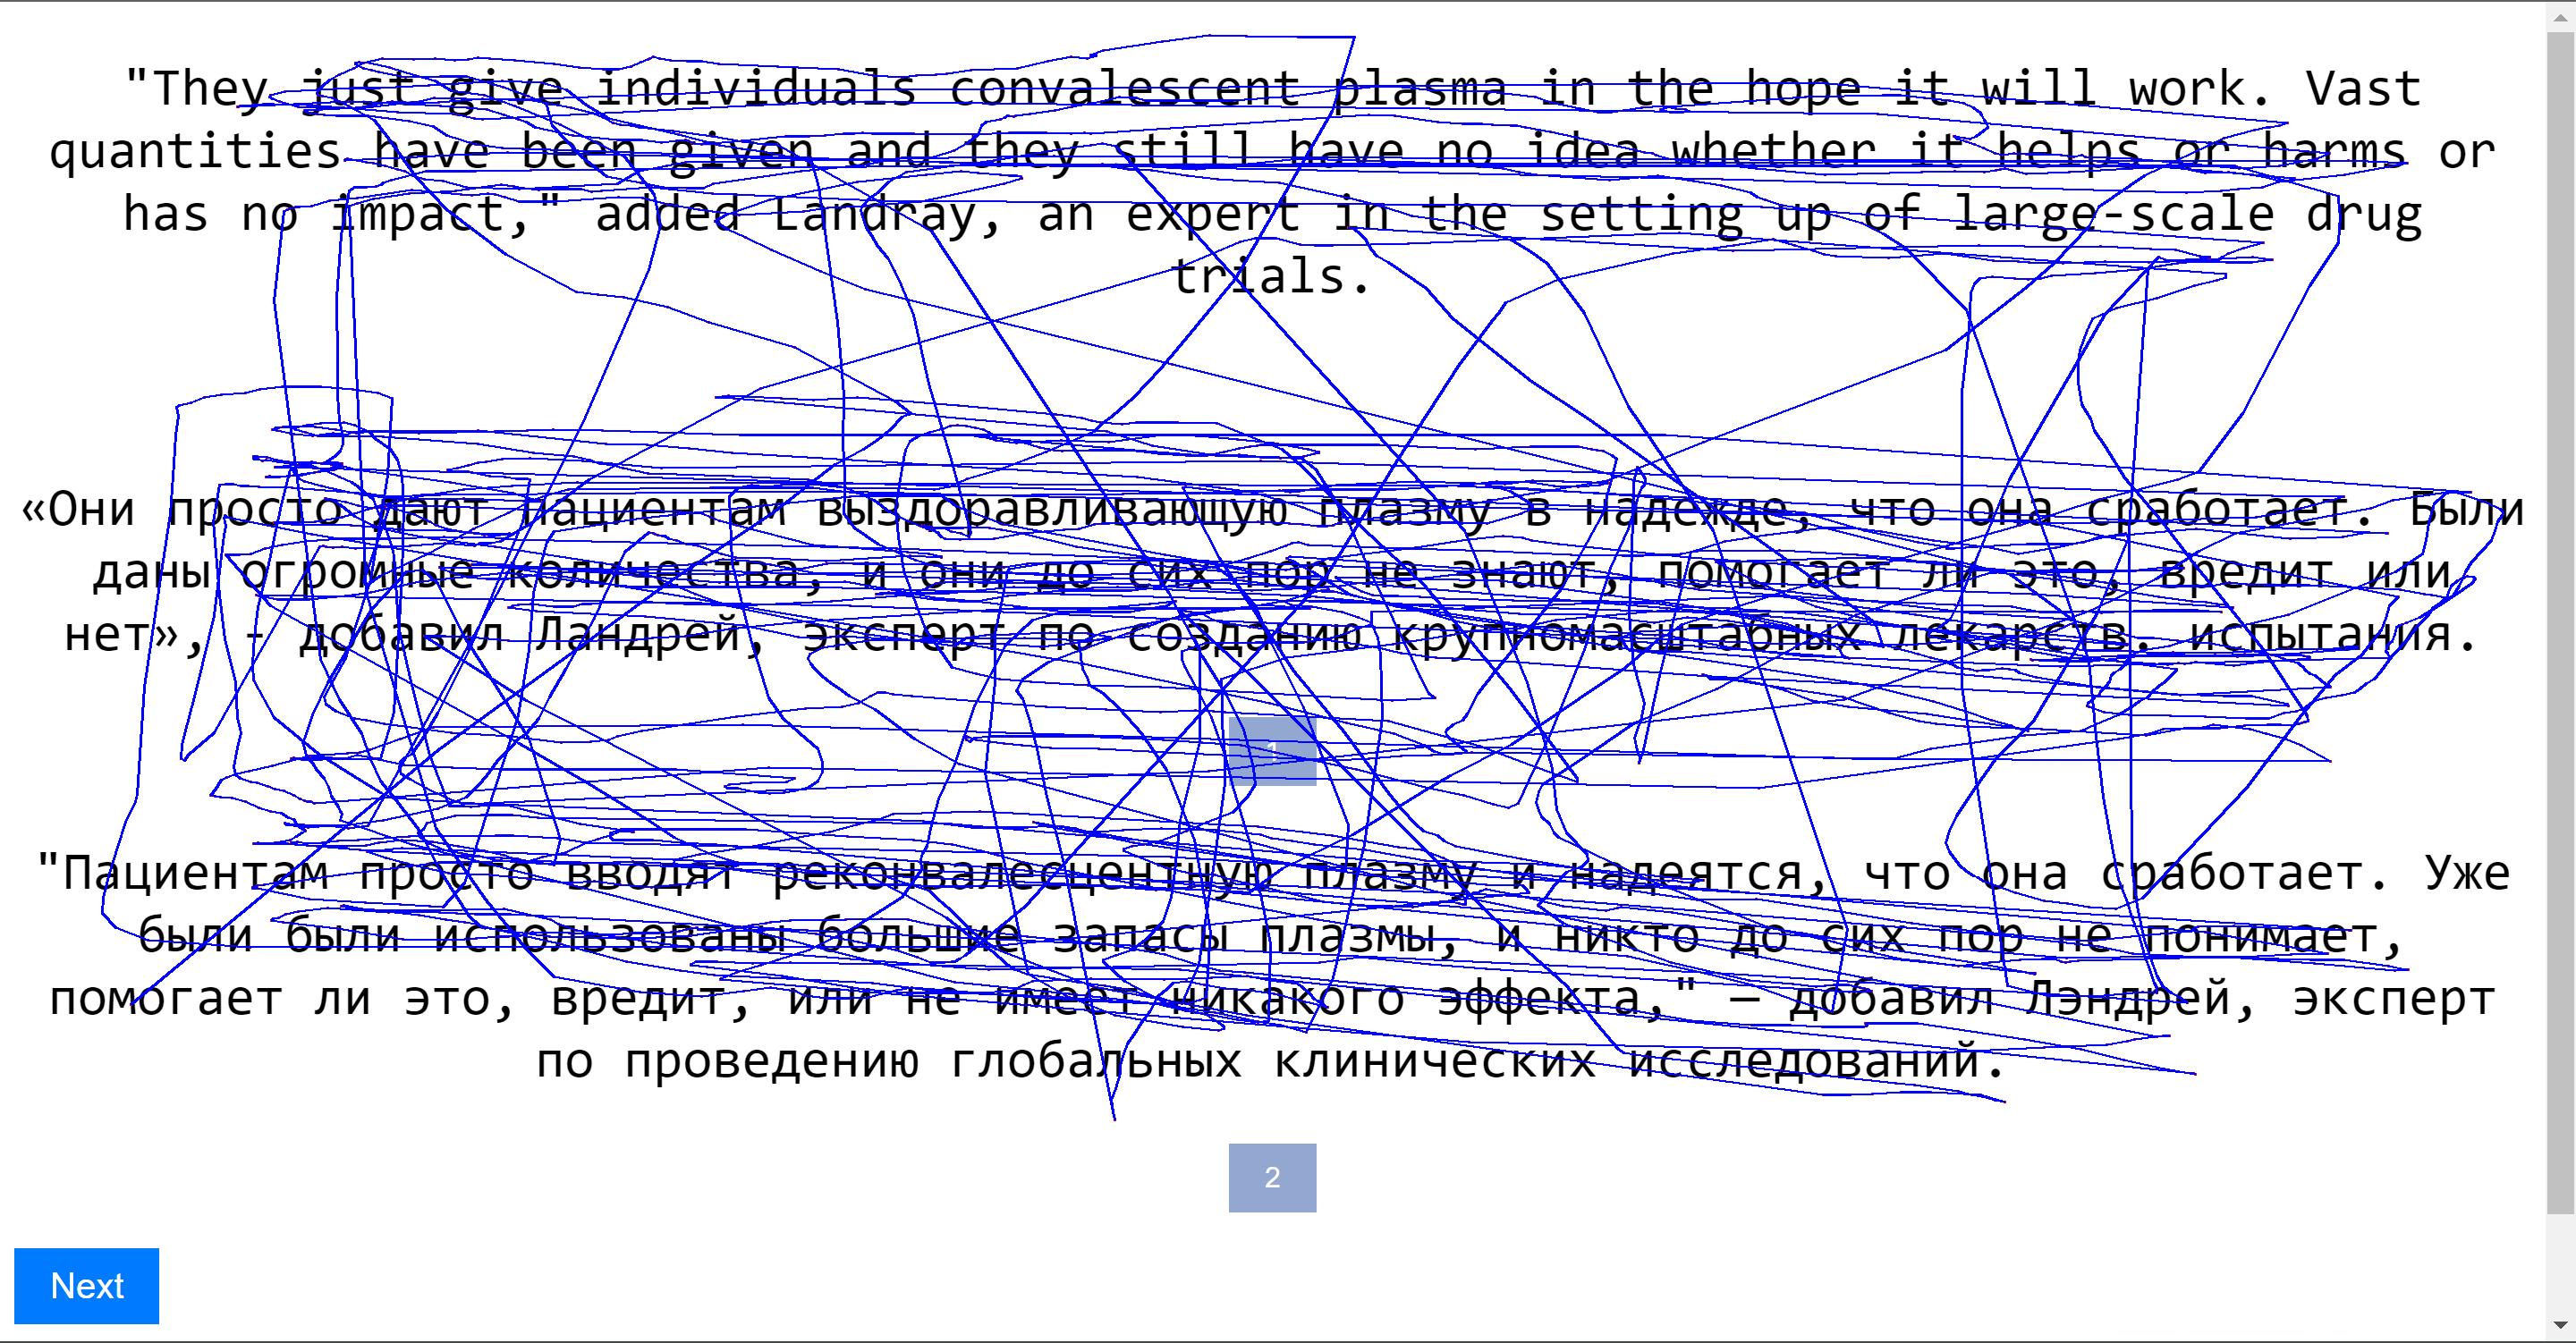 "They just give individuals convalescent plasma in the hope it will work. Vast
quantities have been given and they still have no idea whether it helps or harms or
has no impact," added Landray, an expert in the setting up of large-scale drug
trials.
«Они просто дают пациентам выздоравливающую плазму в надежде, что она сработает. Были
даны огромные количества, и они до сих пор не знают, помогает ли это, вредит или
нет», - добавил Ландрей, эксперт по созданию крупномасштабных лекарств. испытания.
1
"Пациентам просто вводят реконвалесцентную плазму и надеятся, что она сработает. Уже
были были использованы большие запасы плазмы, и никто до сих пор не понимает,
помогает ли это, вредит, или не имеет никакого эффекта," — добавил Лэндрей, эксперт
по проведению глобальных клинических исследований.
2
Next